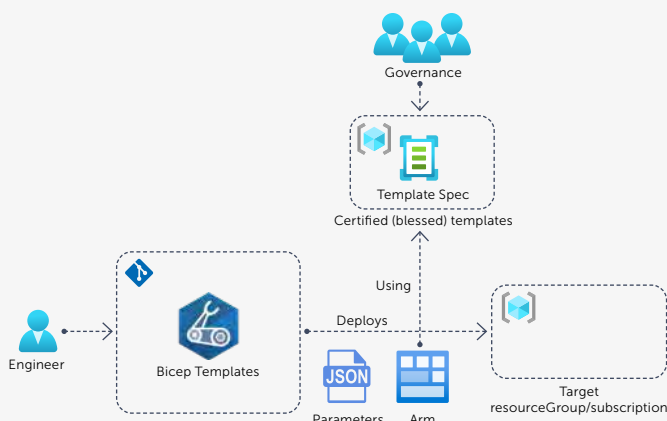 Governance
Template Spec
Certified (blessed) templates
Using
Deploys
Engineer
Bicep Templates
JSON
Parameters
Arm
Target
resourceGroup/subscription